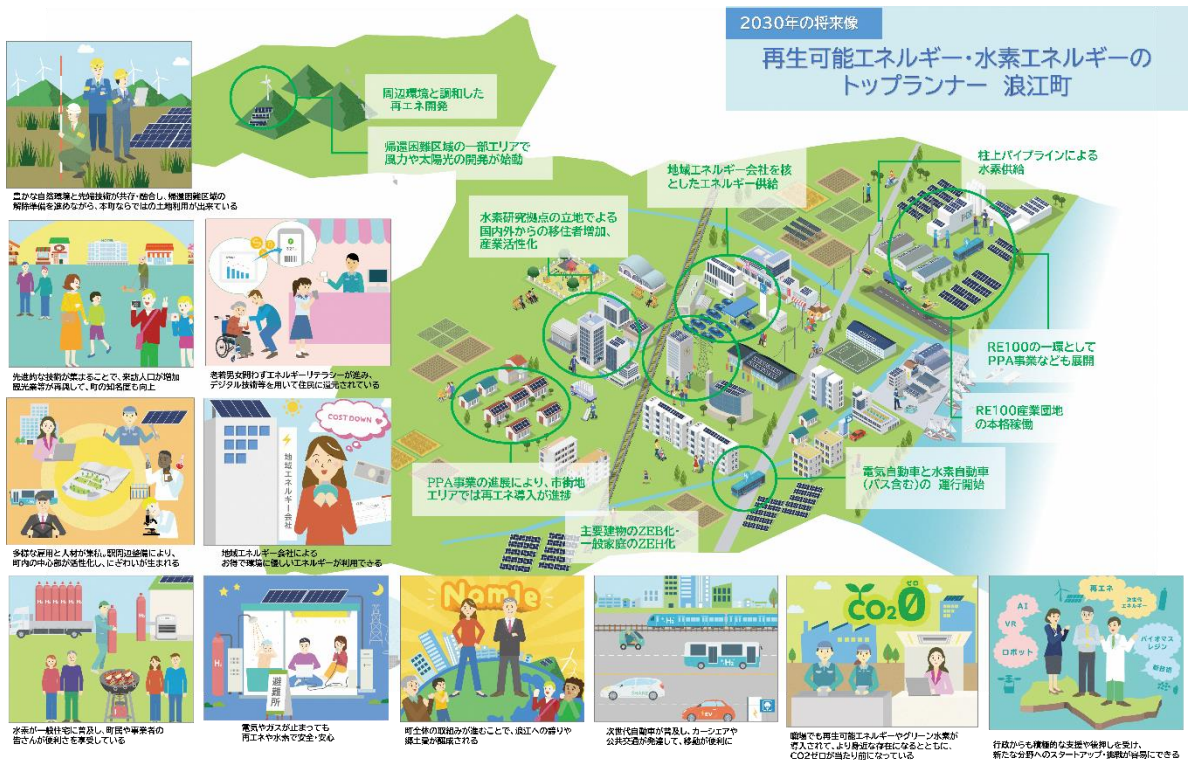 2030年の将来像
再生可能エネルギー・水素エネルギーの
トップランナー 浪江町
周辺環境と調和した
再エネ開発
帰還困難区域の一部エリアで
風力や太陽光の開発が始動
地域エネルギー会社を核
としたエネルギー供給
柱上パイプラインによる
水素供給
水素研究拠点の立地でよる
国内外からの移住者増加、
産業活性化
RE100の一環として
PPA事業なども展開
RE100産業団地
の本格稼働
電気自動車と水素自動車
(バス含む)の 運行開始
PPA事業の進展により、市街地
エリアでは再エネ導入が進捗
主要建物のZEB化・
一般家庭のZEH化
豊かな自然環境と先端技術が共存・融合し、帰還困難区域の
解除準備を進めながら、本町ならではの土地利用が出来ている
先進的な技術が集まることで、来訪人口が増加
観光業等が再興して、町の知名度も向上
老若男女問わずエネルギーリテラシーが進み、
デジタル技術等を用いて住民に還元されている
多様な雇用と人材が集積。駅周辺整備により、
町内の中心部が活性化し、にぎわいが生まれる
COST DOWN
地域エネルギー会社
地域エネルギー会社による
お得で環境に優しいエネルギーが利用できる
水素が一般住宅に普及し、町民や事業者の
皆さんが便利さを享受している
H₂
避難所
電気やガスが止まっても
再エネや水素で安全・安心
Namie
町全体の取組みが進むことで、浪江への誇りや
郷土愛が醸成される
H₂
H₂
EV
次世代自動車が普及し、カーシェアや
公共交通が発達して、移動が便利に
ゼロ
CO₂0
職場でも再生可能エネルギーやグリーン水素が
導入されて、より身近な存在になるとともに、
CO2ゼロが当たり前になっている
再エネ
次世代
エネルギー
AI
VR
ロボット
バイオマス
レジン
新技術
行政からも積極的な支援や後押しを受け、
新たな分野へのスタートアップ・挑戦が容易にできる